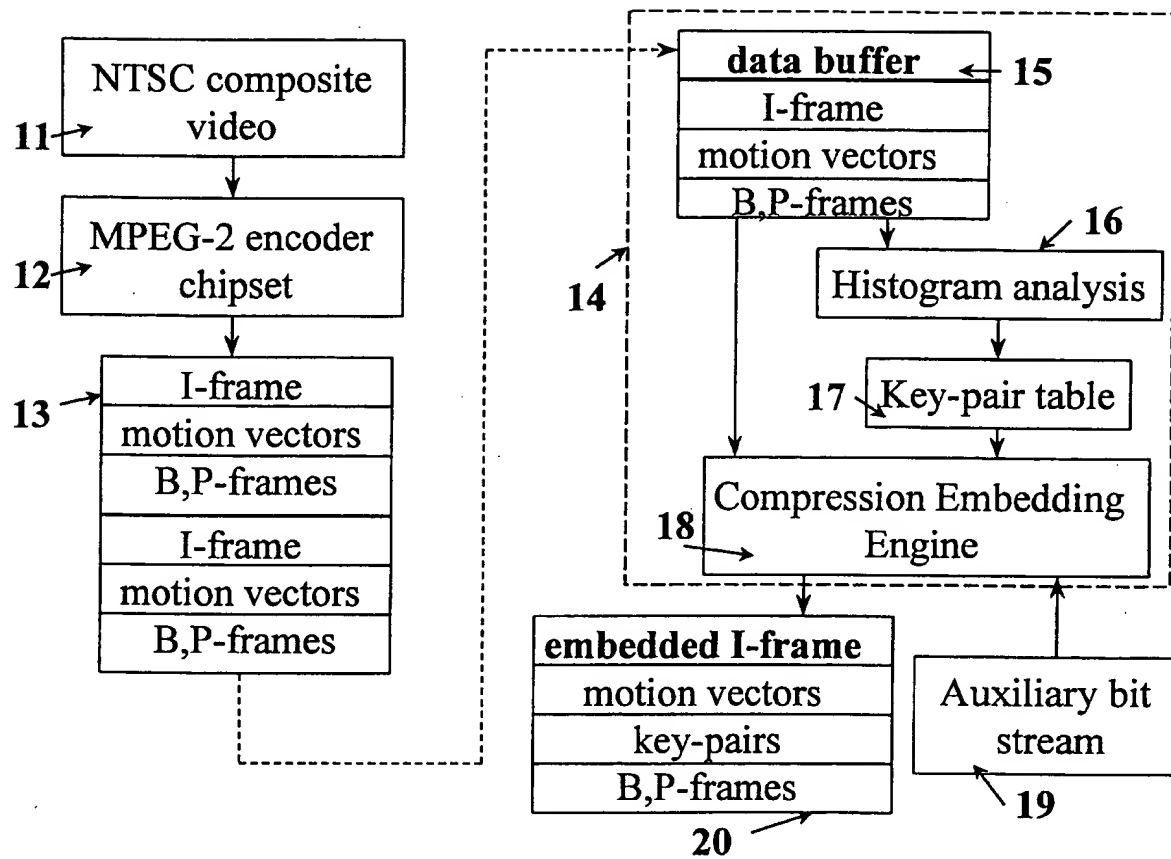 NTSC composite
video
11
MPEG-2 encoder
chipset
12
13
I-frame
motion vectors
B,P-frames
I-frame
motion vectors
B,P-frames
14
data buffer
15
I-frame
motion vectors
B,P-frames
16
Histogram analysis
17
Key-pair table
Compression Embedding
Engine
18
embedded I-frame
motion vectors
key-pairs
B,P-frames
20
Auxiliary bit
stream
19